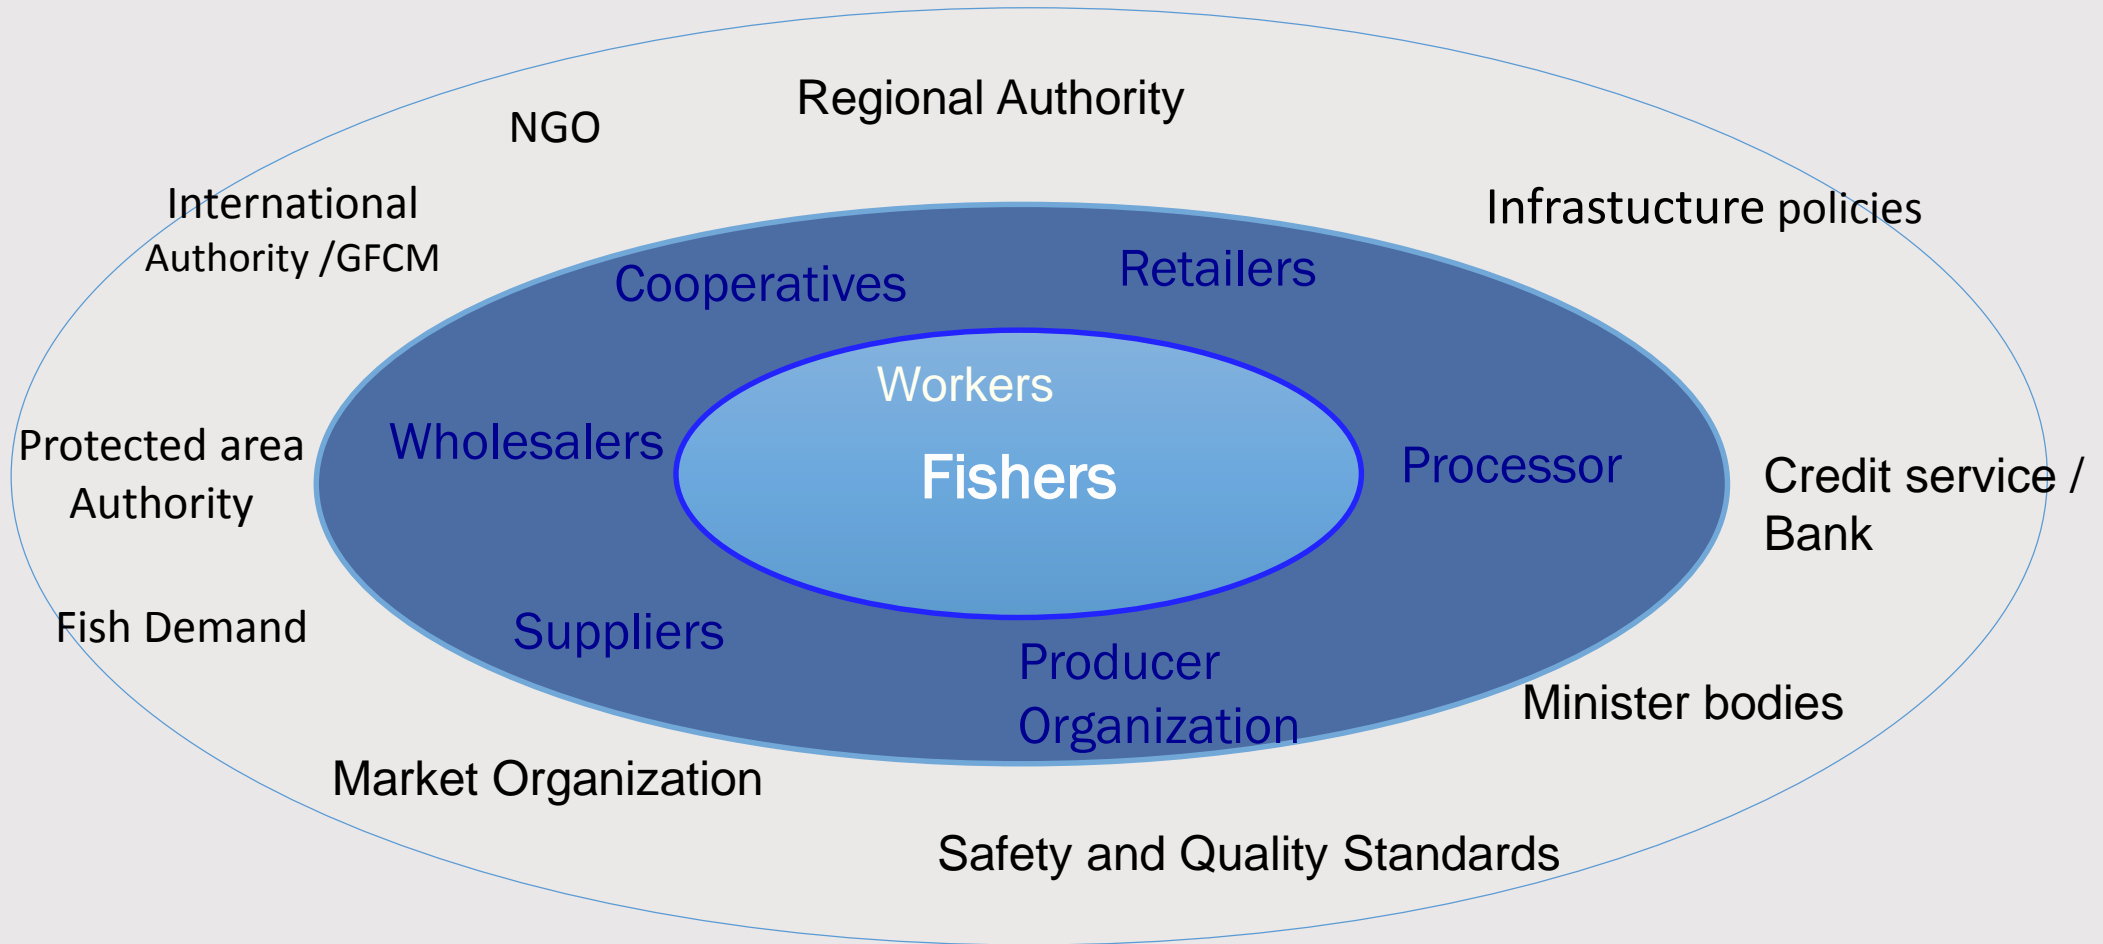 Regional Authority
NGO
International
Authority /GFCM
Infrastucture policies
Cooperatives
Retailers
Workers
Wholesalers
Fishers
Processor
Protected area
Authority
Credit service /
Bank
Fish Demand
Suppliers
Producer
Organization
Minister bodies
Market Organization
Safety and Quality Standards